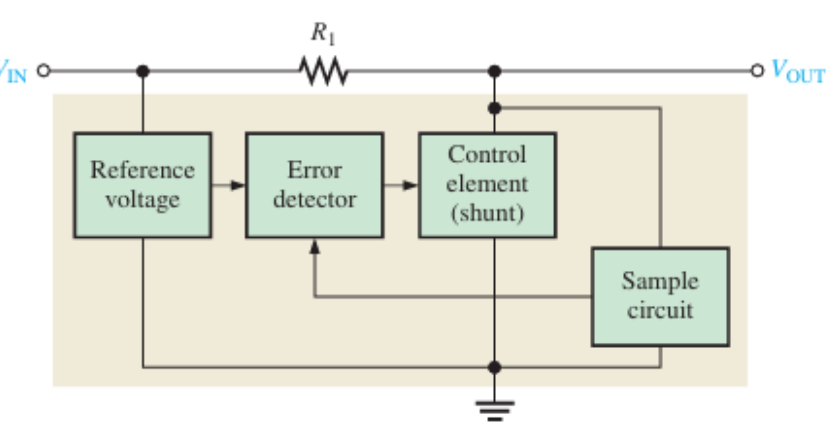 R1
VIN
VOUT
Reference
voltage
Error
detector
Control
element
(shunt)
Sample
circuit